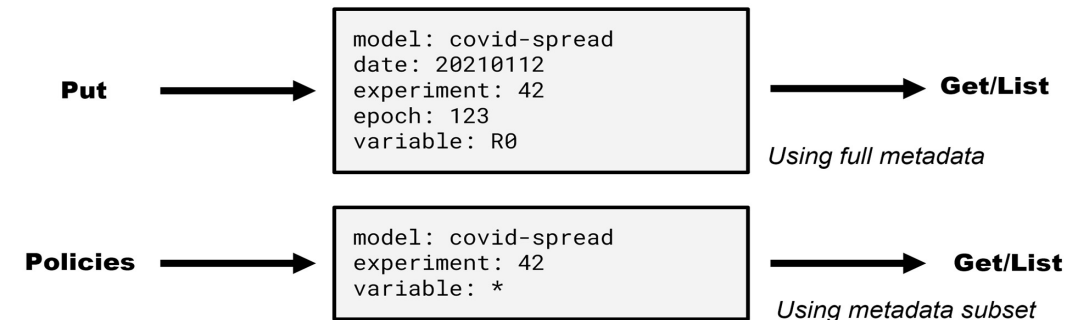 Put
model: covid-spread
date: 20210112
experiment: 42
epoch: 123
variable: R0
Get/List
Using full metadata
Policies
model: covid-spread
experiment: 42
variable: *
Get/List
Using metadata subset